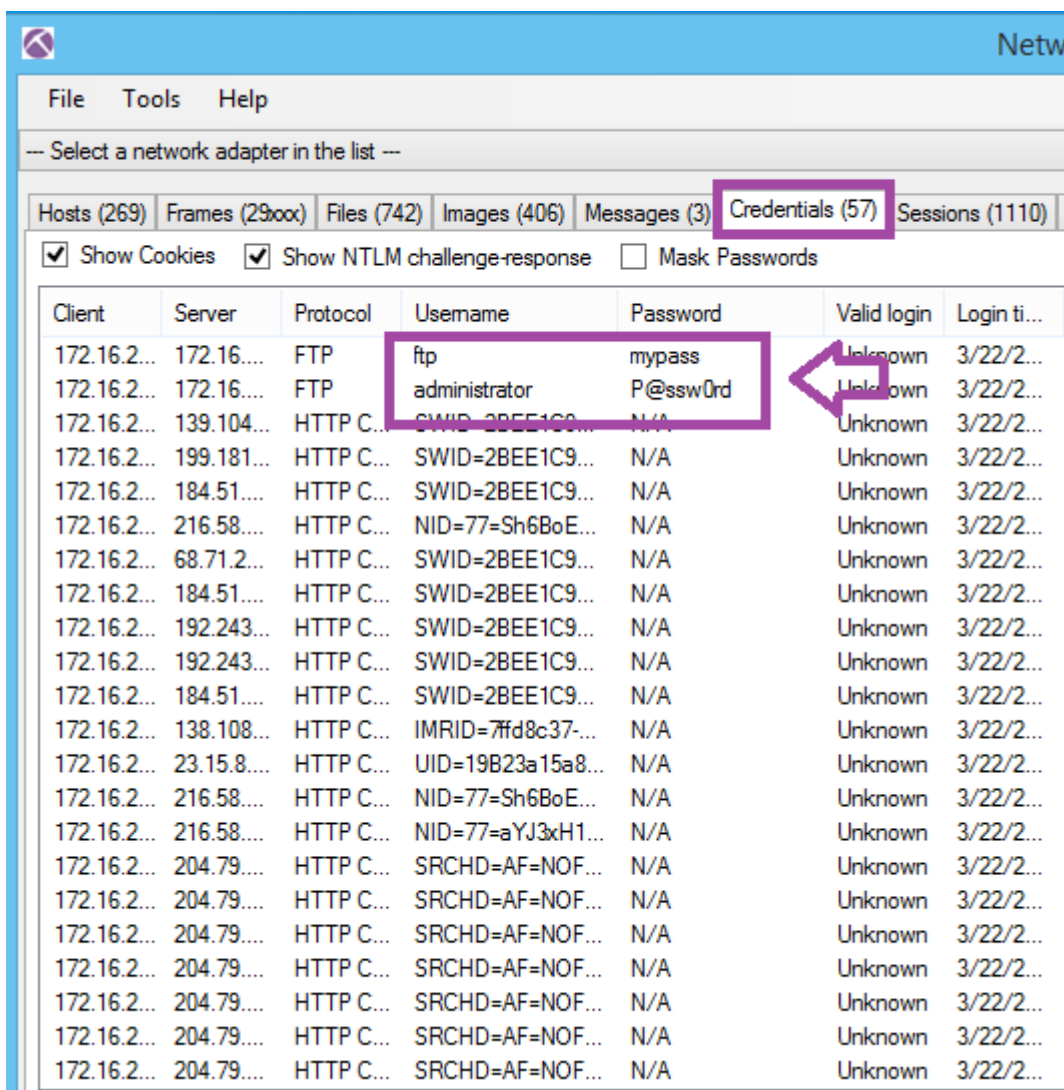 Netw
File Tools Help
--- Select a network adapter in the list ---
Hosts (269) Frames (29xxx) Files (742) Images (406) Messages (3) Credentials (57) Sessions (1110)
Show Cookies Show NTLM challenge-response Mask Passwords
Client Server Protocol Username Password Valid login Login ti...
172.16.2... 172.16.... FTP ftp mypass Unknown 3/22/2...
172.16.2... 172.16.... FTP administrator P@ssw0rd Unknown 3/22/2...
172.16.2... 139.104... HTTP C... SWID=2BEE1C9... N/A Unknown 3/22/2...
172.16.2... 199.181... HTTP C... SWID=2BEE1C9... N/A Unknown 3/22/2...
172.16.2... 184.51.... HTTP C... SWID=2BEE1C9... N/A Unknown 3/22/2...
172.16.2... 216.58.... HTTP C... NID=77=Sh6BoE... N/A Unknown 3/22/2...
172.16.2... 68.71.2... HTTP C... SWID=2BEE1C9... N/A Unknown 3/22/2...
172.16.2... 184.51.... HTTP C... SWID=2BEE1C9... N/A Unknown 3/22/2...
172.16.2... 192.243... HTTP C... SWID=2BEE1C9... N/A Unknown 3/22/2...
172.16.2... 192.243... HTTP C... SWID=2BEE1C9... N/A Unknown 3/22/2...
172.16.2... 184.51.... HTTP C... SWID=2BEE1C9... N/A Unknown 3/22/2...
172.16.2... 138.108... HTTP C... IMRID=7ffd8c37-... N/A Unknown 3/22/2...
172.16.2... 23.15.8.... HTTP C... UID=19B23a15a8... N/A Unknown 3/22/2...
172.16.2... 216.58.... HTTP C... NID=77=Sh6BoE... N/A Unknown 3/22/2...
172.16.2... 216.58.... HTTP C... NID=77=aYJ3xH1... N/A Unknown 3/22/2...
172.16.2... 204.79.... HTTP C... SRCHD=AF=NOF... N/A Unknown 3/22/2...
172.16.2... 204.79.... HTTP C... SRCHD=AF=NOF... N/A Unknown 3/22/2...
172.16.2... 204.79.... HTTP C... SRCHD=AF=NOF... N/A Unknown 3/22/2...
172.16.2... 204.79.... HTTP C... SRCHD=AF=NOF... N/A Unknown 3/22/2...
172.16.2... 204.79.... HTTP C... SRCHD=AF=NOF... N/A Unknown 3/22/2...
172.16.2... 204.79.... HTTP C... SRCHD=AF=NOF... N/A Unknown 3/22/2...
172.16.2... 204.79.... HTTP C... SRCHD=AF=NOF... N/A Unknown 3/22/2...